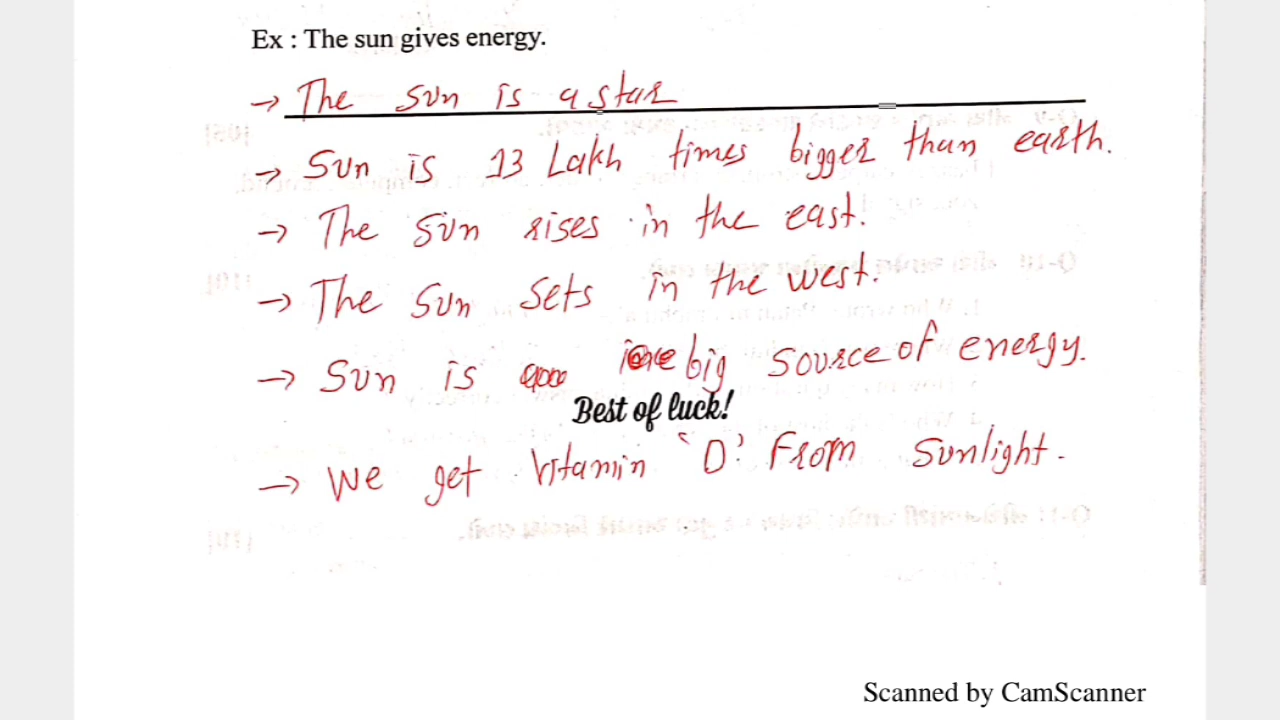 Ex : The sun gives energy.
→ The sun is a star
→ Sun is 13 Lakh times bigger than earth.
→ The sun rises in the east.
→ The sun sets in the west.
→ Sun is big source of energy.
Best of luck!
→ We get Vitamin 'D' From Sunlight.
Scanned by CamScanner